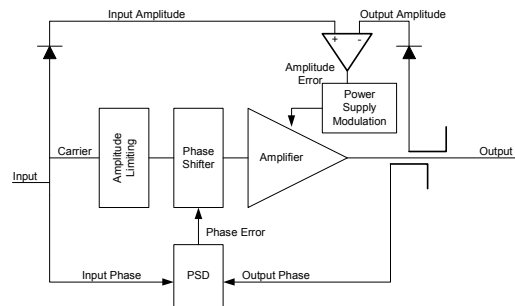 Input Amplitude
Output Amplitude
+
-
Amplitude
Error
Power
Supply
Modulation
Carrier
Amplitude
Limiting
Phase
Shifter
Amplifier
Output
Input
Phase Error
Input Phase
PSD
Output Phase